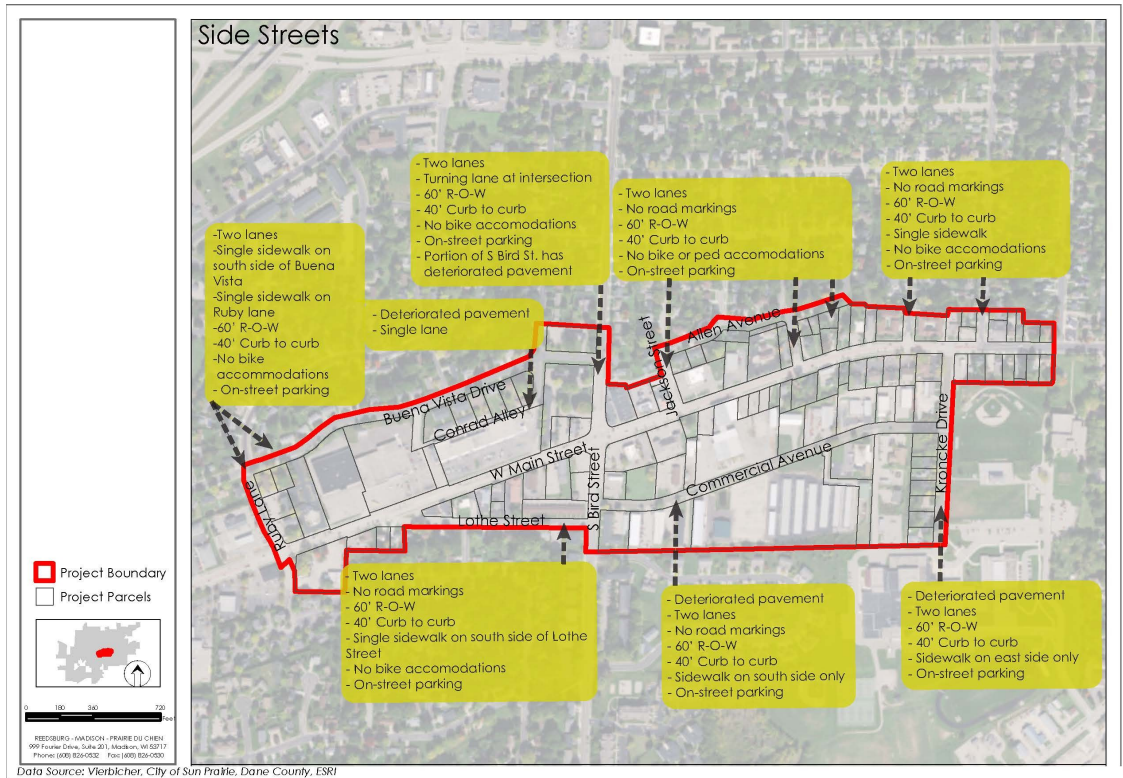 Side Streets
- Two lanes
- Turning lane at intersection
- 60' R-O-W
- 40' Curb to curb
- No bike accomodations
- On-street parking
- Portion of S Bird St. has
deteriorated pavement
- Two lanes
- No road markings
- 60' R-O-W
- 40' Curb to curb
- No bike or ped accomodations
- On-street parking
- Two lanes
- No road markings
- 60' R-O-W
- 40' Curb to curb
- Single sidewalk
- No bike accomodations
- On-street parking
-Two lanes
-Single sidewalk on
south side of Buena
Vista
-Single sidewalk on
Ruby lane
-60' R-O-W
-40' Curb to curb
-No bike
accommodations
- On-street parking
- Deteriorated pavement
- Single lane
Buena Vista Drive
Conrad Alley
W Main Street
Jackson Street
Jackson Street
Allen Avenue
Commercial Avenue
Kroncke Drive
S Bird Street
Lothe Street
Ruby Lane
- Two lanes
- No road markings
- 60' R-O-W
- 40' Curb to curb
- Single sidewalk on south side of Lothe
Street
- No bike accomodations
- On-street parking
- Deteriorated pavement
- Two lanes
- No road markings
- 60' R-O-W
- 40' Curb to curb
- Sidewalk on south side only
- On-street parking
- Deteriorated pavement
- Two lanes
- 60' R-O-W
- 40' Curb to curb
- Sidewalk on east side only
- On-street parking
Project Boundary
Project Parcels
0 180 360 720
Feet
REEDSBURG - MADISON - PRAIRIE DU CHIEN
999 Fourier Drive, Suite 201, Madison, WI 53717
Phone: (608) 826-0532 Fax: (608) 826-0530
Data Source: Vierbicher, City of Sun Prairie, Dane County, ESRI